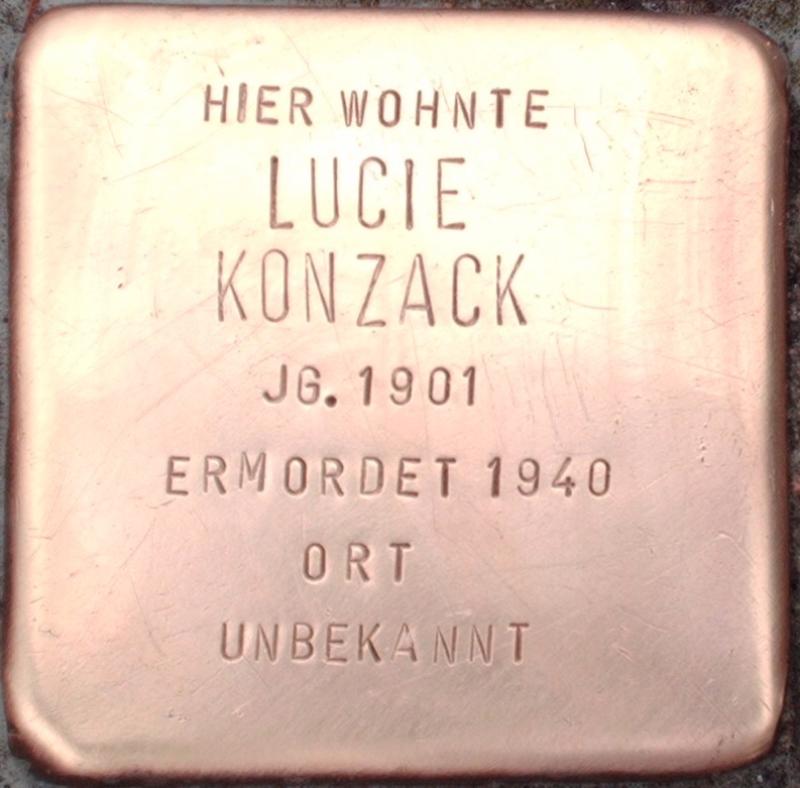 HIER WOHNTE
LUCIE
KONZACK
JG. 1901
ERMORDET 1940
ORT
UNBEKANNT